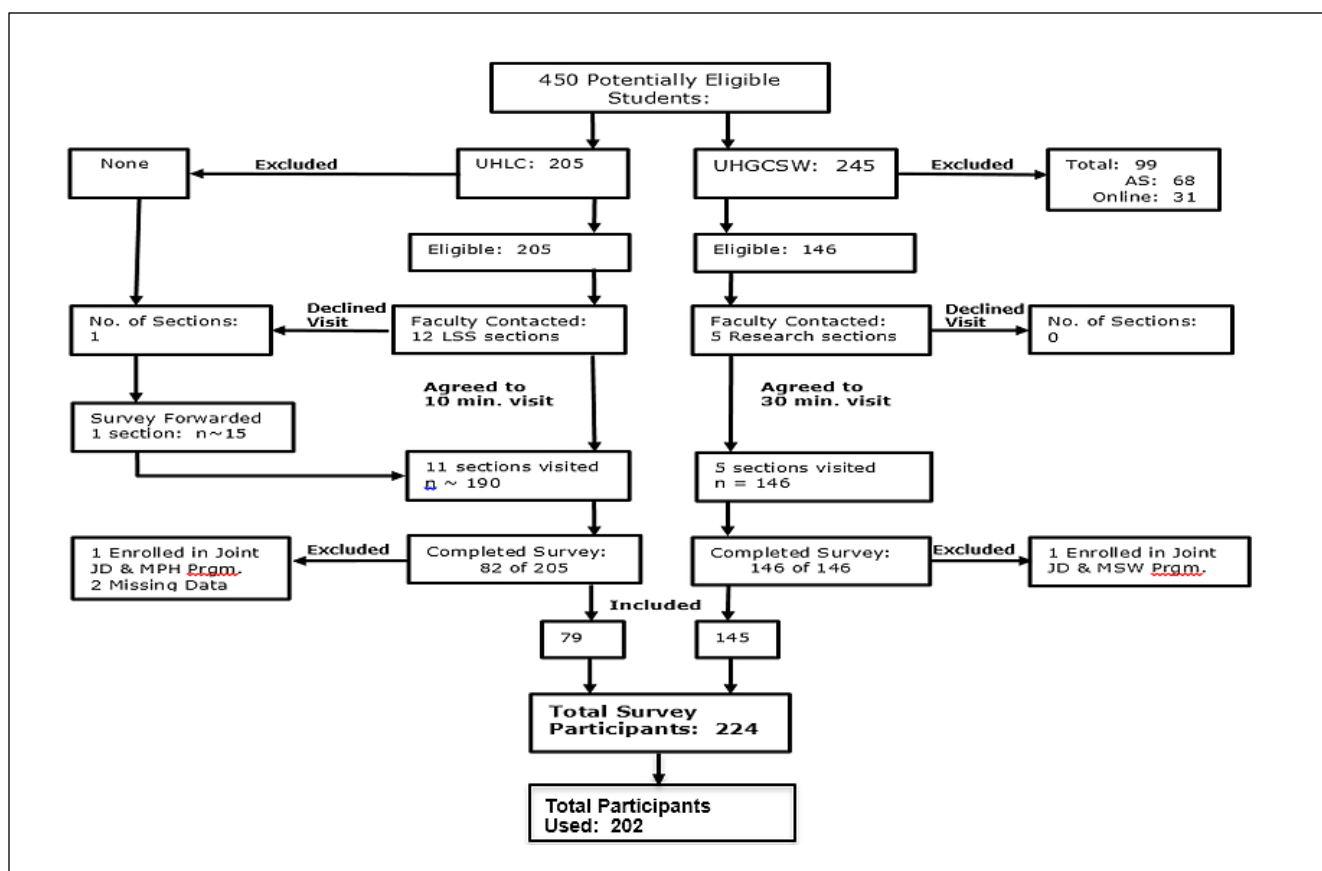 450 Potentially Eligible
Students:
None
Excluded
UHLC: 205
UHGCSW: 245
Excluded
Total: 99
AS: 68
Online: 31
Eligible: 205
Eligible: 146
No. of Sections:
1
Declined
Visit
Faculty Contacted:
12 LSS sections
Faculty Contacted:
5 Research sections
Declined
Visit
No. of Sections:
0
Agreed to
10 min. visit
Agreed to
30 min. visit
Survey Forwarded
1 section: n~15
11 sections visited
n ~ 190
5 sections visited
n = 146
1 Enrolled in Joint
JD & MPH Prgm.
2 Missing Data
Excluded
Completed Survey:
82 of 205
Completed Survey:
146 of 146
Excluded
1 Enrolled in Joint
JD & MSW Prgm.
Included
79
145
Total Survey
Participants: 224
Total Participants
Used: 202